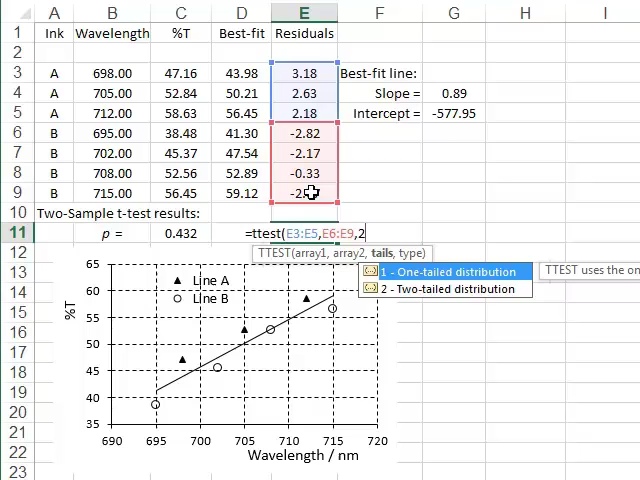 A B C D E F G H I
1 Ink Wavelength %T Best-fit Residuals
2
3 A 698.00 47.16 43.98 3.18 Best-fit line:
4 A 705.00 52.84 50.21 2.63 Slope = 0.89
5 A 712.00 58.63 56.45 2.18 Intercept = -577.95
6 B 695.00 38.48 41.30 -2.82
7 B 702.00 45.37 47.54 -2.17
8 B 708.00 52.56 52.89 -0.33
9 B 715.00 56.45 59.12
10 Two-Sample t-test results:
11 p = 0.432 =ttest(E3:E5,E6:E9,2
12 TTEST(array1, array2, tails, type)
13 1 - One-tailed distribution TTEST uses the on
14 2 - Two-tailed distribution
15
16
17
18
19
20
21
22
23
65
60
55
50
45
40
35
%T
Line A
Line B
690 695 700 705 710 715 720
Wavelength / nm